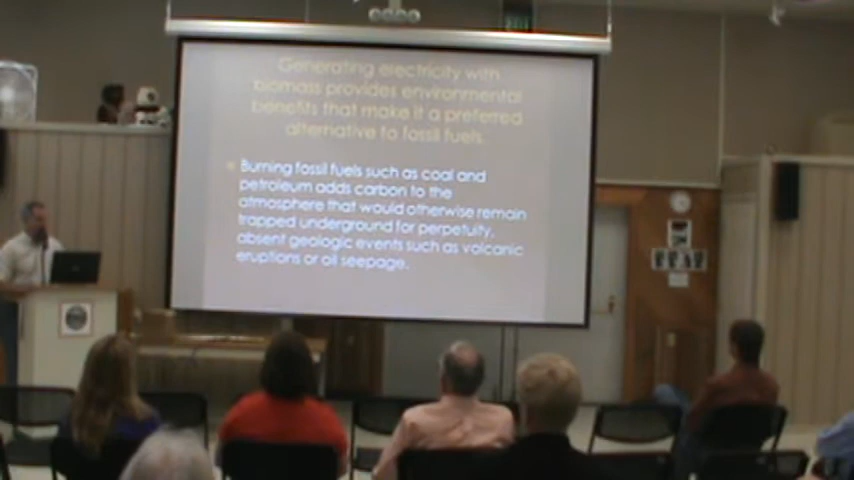 Generating electricity with
biomass provides environmental
benefits that make it a preferred
alternative to fossil fuels.
Burning fossil fuels such as coal and
petroleum adds carbon to the
atmosphere that would otherwise remain
trapped underground for perpetuity,
absent geologic events such as volcanic
eruptions or oil seepage.